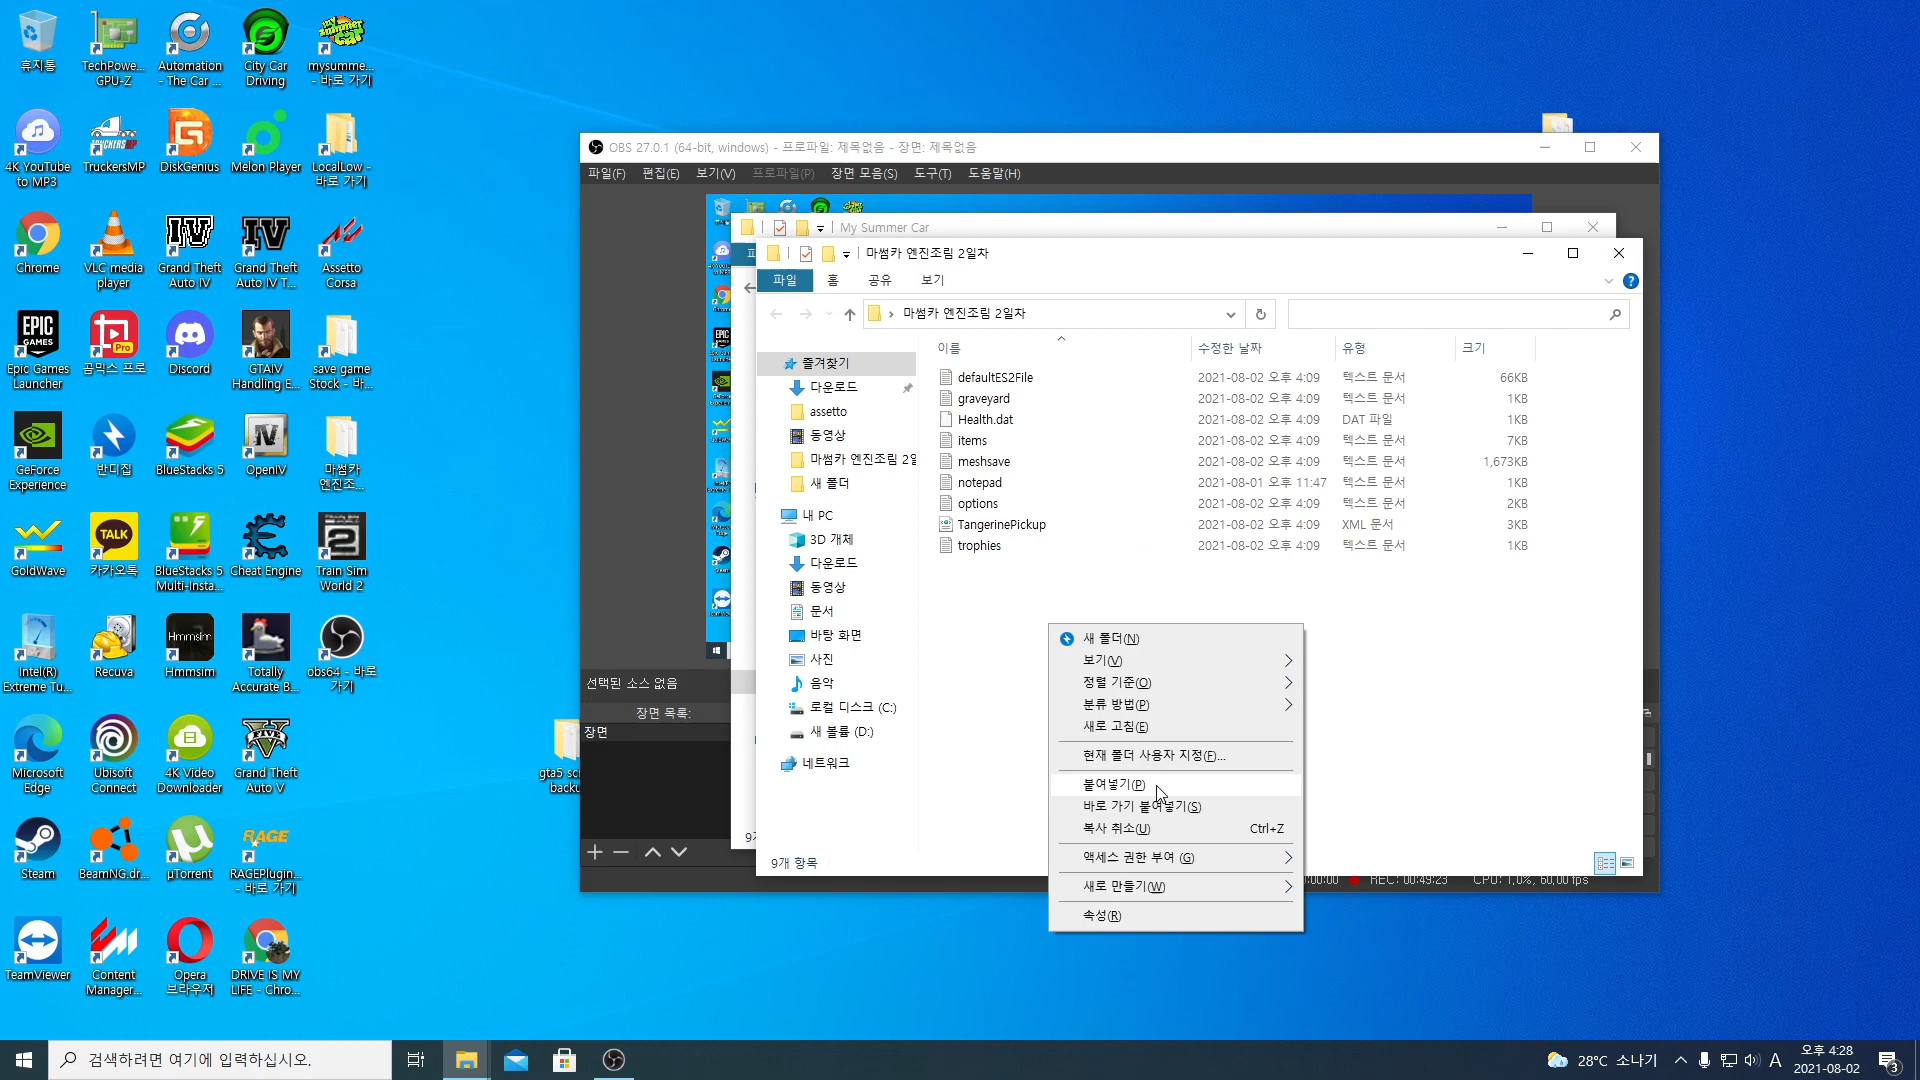 휴지통
TechPowe... GPU-Z
Automation - The Car ...
City Car Driving
mysumme... - 바로 가기
4K YouTube to MP3
TruckersMP
DiskGenius
Melon Player
LocalLow - 바로 가기
Chrome
VLC media player
Grand Theft Auto IV
Grand Theft Auto IV T...
Assetto Corsa
Epic Games Launcher
곰믹스 프로
Discord
GTAIV Handling E...
save game Stock - 바...
GeForce Experience
반디집
BlueStacks 5
OpenIV
마썸카 엔진조...
GoldWave
카카오톡
BlueStacks 5 Multi-Insta...
Cheat Engine
Train Sim World 2
Intel(R) Extreme Tu...
Recuva
Hmmsim
Totally Accurate B...
obs64 - 바로 가기
Microsoft Edge
Ubisoft Connect
4K Video Downloader
Grand Theft Auto V
Steam
BeamNG.dr...
µTorrent
RAGEPlugin... - 바로 가기
TeamViewer
Content Manager...
Opera 브라우저
DRIVE IS MY LIFE - Chro...
OBS 27.0.1 (64-bit, windows) - 프로파일: 제목없음 - 장면: 제목없음
파일(F) 편집(E) 보기(V) 프로파일(P) 장면 모음(S) 도구(T) 도움말(H)
My Summer Car
마썸카 엔진조림 2일차
파일 홈 공유 보기
마썸카 엔진조림 2일차
이름 수정한 날짜 유형 크기
defaultES2File 2021-08-02 오후 4:09 텍스트 문서 66KB
graveyard 2021-08-02 오후 4:09 텍스트 문서 1KB
Health.dat 2021-08-02 오후 4:09 DAT 파일 1KB
items 2021-08-02 오후 4:09 텍스트 문서 7KB
meshsave 2021-08-02 오후 4:09 텍스트 문서 1,673KB
notepad 2021-08-01 오후 11:47 텍스트 문서 1KB
options 2021-08-02 오후 4:09 텍스트 문서 2KB
TangerinePickup 2021-08-02 오후 4:09 XML 문서 3KB
trophies 2021-08-02 오후 4:09 텍스트 문서 1KB
즐겨찾기
다운로드
assetto
동영상
마썸카 엔진조림 2일
새 폴더
내 PC
3D 개체
다운로드
동영상
문서
바탕 화면
사진
음악
로컬 디스크 (C:)
새 볼륨 (D:)
네트워크
9개 항목
새 폴더(N)
보기(V)
정렬 기준(O)
분류 방법(P)
새로 고침(E)
현재 폴더 사용자 지정(F)...
붙여넣기(P)
바로 가기 붙여넣기(S)
복사 취소(U) Ctrl+Z
액세스 권한 부여 (G)
새로 만들기(W)
속성(R)
선택된 소스 없음
장면 목록:
장면
REC: 00:49:23 CPU: 1,0%, 60,00 fps
검색하려면 여기에 입력하십시오.
28°C 소나기
A
오후 4:28
2021-08-02
3